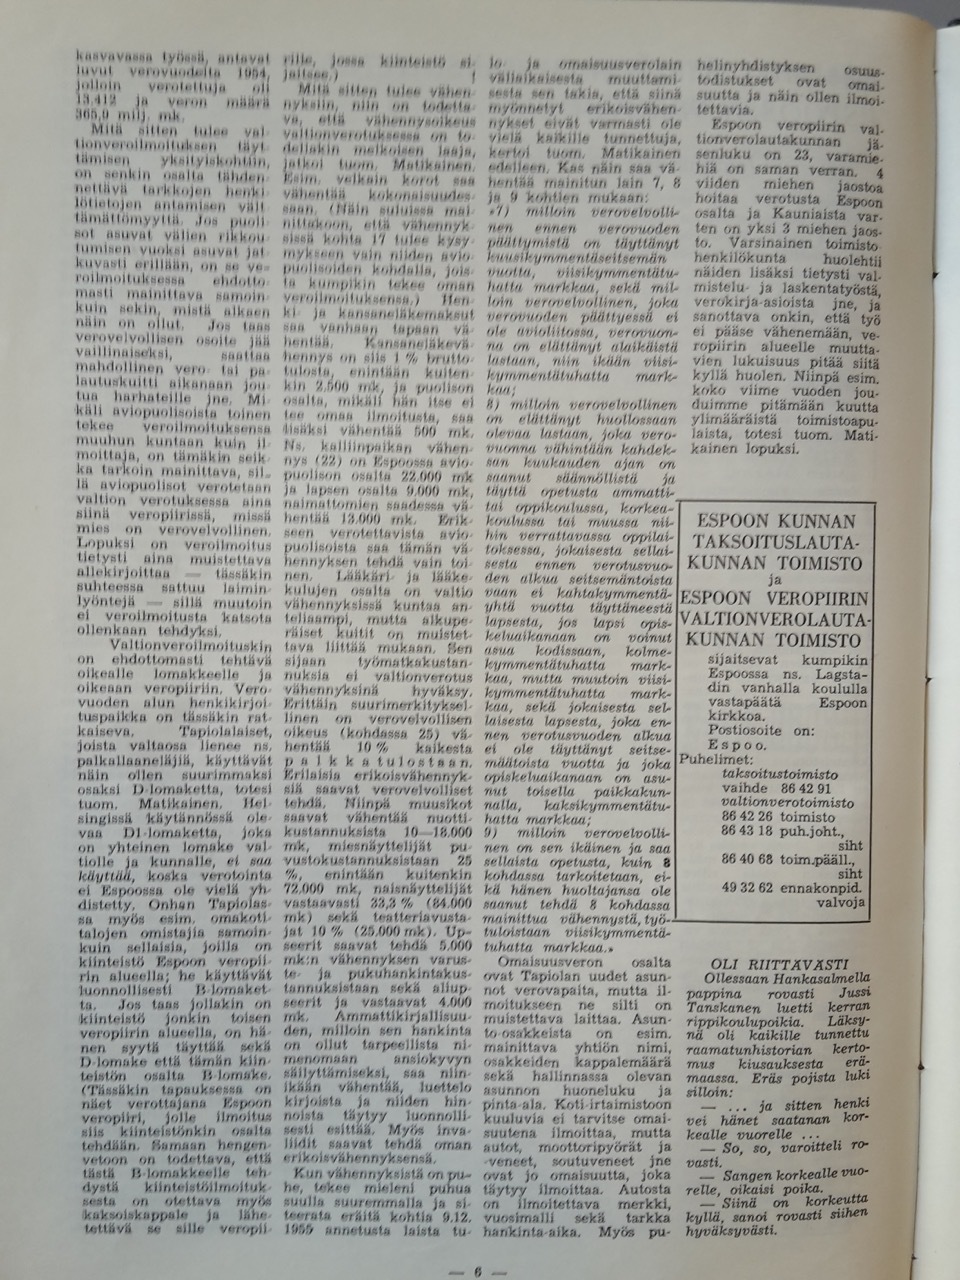 kasvavassa työssä, antavat
luvut verovuodelta 1954,
jolloin verotettuja oli
13.412 ja veron määrä
365,9 milj. mk.
Mitä sitten tulee val-
tionveroilmoituksen täyt-
tämisen yksityiskohtiin,
on senkin osalta tähden-
nettävä tarkkojen henki-
lötietojen antamisen vält-
tämättömyyttä. Jos puoli-
sot asuvat välien rikkou-
tumisen vuoksi asuvat jat-
kuvasti erillään, on se ve-
roilmoituksessa ehdotto-
masti mainittava samoin-
kuin sekin, mistä alkaen
näin on ollut. Jos taas
verovelvollisen osoite jää
vaillinaiseksi, saattaa
mahdollinen vero- tai pa-
lautuskuitti aikanaan jou-
tua harhateille jne. Mi-
käli aviopuolisoista toinen
tekee veroilmoituksensa
muuhun kuntaan kuin il-
moittaja, on tämäkin seik-
ka tarkoin mainittava, sil-
lä aviopuolisot verotetaan
valtion verotuksessa aina
siinä veropiirissä, missä
mies on verovelvollinen.
Lopuksi on veroilmoitus
tietysti aina muistettava
allekirjoittaa — tässäkin
suhteessa sattuu laimin-
lyöntejä — sillä muutoin
ei veroilmoitusta katsota
ollenkaan tehdyksi.
Valtionveroilmoituskin
on ehdottomasti tehtävä
oikealle lomakkeelle ja
oikeaan veropiiriin. Vero-
vuoden alun henkikirjoi-
tuspaikka on tässäkin rat-
kaiseva. Tapiolalaiset,
joista valtaosa lienee ns.
palkallaaneläjiä, käyttävät
näin ollen suurimmaksi
osaksi D-lomaketta, totesi
tuom. Matikainen. Hel-
singissä käytännössä ole-
vaa D1-lomaketta, joka
on yhteinen lomake val-
tiolle ja kunnalle, ei saa
käyttää, koska verotointa
ei Espoossa ole vielä yh-
distetty. Onhan Tapiolas-
sa myös esim. omakoti-
talojen omistajia samoin-
kuin sellaisia, joilla on
kiinteistö Espoon veropii-
rin alueella; he käyttävät
luonnollisesti B-lomaket-
ta. Jos taas jollakin on
kiinteistö jonkin toisen
veropiirin alueella, on hä-
nen syytä täyttää sekä
D-lomake että tämän kiin-
teistön osalta B-lomake.
(Tässäkin tapauksessa on
näet verottajana Espoon
veropiiri, jolle ilmoitus
siis kiinteistönkin osalta
tehdään. Samaan hengen-
vetoon on todettava, että
tästä B-lomakkeelle teh-
dystä kiinteistöilmoituk-
sesta on otettava myös
kaksoiskappale ja lähe-
tettävä se sille veropii-
rille, jossa kiinteistö si-
jaitsee.)
Mitä sitten tulee vähen-
nyksiin, niin on todetta-
va, että vähennysoikeus
valtionverotuksessa on to-
dellakin melkoisen laaja,
jatkoi tuom. Matikainen.
Esim. velkain korot saa
vähentää kokonaisuudes-
saan. (Näin suluissa mai-
nittakoon, että vähennyk-
sissä kohta 17 tulee kysy-
mykseen vain niiden avio-
puolisoiden kohdalla, jois-
ta kumpikin tekee oman
veroilmoituksensa.) Hen-
ki- ja kansaneläkemaksut
saa vanhaan tapaan vä-
hentää. Kansaneläkevä-
hennys on siis 1 % brutto-
tulosta, enintään kuiten-
kin 2.500 mk, ja puolison
osalta, mikäli hän itse ei
tee omaa ilmoitusta, saa
lisäksi vähentää 500 mk.
Ns. kalliinpaikan vähen-
nys (22) on Espoossa avio-
puolison osalta 22.000 mk
ja lapsen osalta 9.000 mk,
naimattomien saadessa vä-
hentää 13.000 mk. Erik-
seen verotettavista avio-
puolisoista saa tämän vä-
hennyksen tehdä vain toi-
nen. Lääkäri- ja lääke-
kulujen osalta on valtio
vähennyksissä kuntaa an-
teliaampi, mutta alkupe-
räiset kuitit on muistet-
tava liittää mukaan. Sen
sijaan työmatkakustan-
nuksia ei valtionverotus
vähennyksinä hyväksy.
Erittäin suurimerkityksel-
linen on verovelvollisen
oikeus (kohdassa 25) vä-
hentää 10 % kaikesta
palkkatulostaan.
Erilaisia erikoisvähennyk-
siä saavat verovelvolliset
tehdä. Niinpä muusikot
saavat vähentää nuotti-
kustannuksista 10—18.000
mk, miesnäyttelijät pu-
vustokustannuksistaan 25
%, enintään kuitenkin
72.000 mk, naisnäyttelijät
vastaavasti 33,3 % (84.000
mk) sekä teatteriavusta-
jat 10 % (25.000 mk). Up-
seerit saavat tehdä 5.000
mk:n vähennyksen varus-
te- ja pukuhankintakus-
tannuksistaan sekä aliup-
seerit ja vastaavat 4.000
mk. Ammattikirjallisuu-
den, milloin sen hankinta
on ollut tarpeellista ni-
menomaan ansiokyvyn
säilyttämiseksi, saa niin-
ikään vähentää, luettelo
kirjoista ja niiden hin-
noista täytyy luonnolli-
sesti esittää. Myös inva-
liidit saavat tehdä oman
erikoisvähennyksensä.
Kun vähennyksistä on pu-
he, tekee mieleni puhua
suulla suuremmalla ja si-
teerata eräitä kohtia 9.12.
1955 annetusta laista tu-
lo- ja omaisuusverolain
väliaikaisesta muuttami-
sesta sen takia, että siinä
myönnetyt erikoisvähen-
nykset eivät varmasti ole
vielä kaikille tunnettuja,
kertoi tuom. Matikainen
edelleen. Kas näin saa vä-
hentää mainitun lain 7, 8
ja 9 kohtien mukaan:
»7) milloin verovelvolli-
nen ennen verovuoden
päättymistä on täyttänyt
kuusikymmentäseitsemän
vuotta, viisikymmentätu-
hatta markkaa, sekä mil-
loin verovelvollinen, joka
verovuoden päättyessä ei
ole avioliitossa, verovuon-
na on elättänyt alaikäistä
lastaan, niin ikään viisi-
kymmentätuhatta mark-
kaa;
8) milloin verovelvollinen
on elättänyt huollossaan
olevaa lastaan, joka vero-
vuonna vähintään kahdek-
san kuukauden ajan on
saanut säännöllistä ja
täyttä opetusta ammatti-
tai oppikoulussa, korkea-
koulussa tai muussa nii-
hin verrattavassa oppilai-
toksessa, jokaisesta sellai-
sesta ennen verotusvuo-
den alkua seitsemäntoista
vaan ei kahtakymmentä-
yhtä vuotta täyttäneestä
lapsesta, jos lapsi opis-
keluaikanaan on voinut
asua kodissaan, kolme-
kymmentätuhatta mark-
kaa, mutta muutoin viisi-
kymmentätuhatta mark-
kaa, sekä jokaisesta sel-
laisesta lapsesta, joka en-
nen verotusvuoden alkua
ei ole täyttänyt seitse-
määtoista vuotta ja joka
opiskeluaikanaan on asu-
nut toisella paikkakun-
nalla, kaksikymmentätu-
hatta markkaa;
9) milloin verovelvolli-
nen on sen ikäinen ja saa
sellaista opetusta, kuin 8
kohdassa tarkoitetaan, ei-
kä hänen huoltajansa ole
saanut tehdä 8 kohdassa
mainittua vähennystä, työ-
tuloistaan viisikymmentä-
tuhatta markkaa.»
Omaisuusveron osalta
ovat Tapiolan uudet asun-
not verovapaita, mutta il-
moitukseen ne silti on
muistettava laittaa. Asun-
to-osakkeista on esim.
mainittava yhtiön nimi,
osakkeiden kappalemäärä
sekä hallinnassa olevan
asunnon huoneluku ja
pinta-ala. Koti-irtaimistoon
kuuluvia ei tarvitse omai-
suutena ilmoittaa, mutta
autot, moottoripyörät ja
-veneet, soutuveneet jne
ovat jo omaisuutta, joka
täytyy ilmoittaa. Autosta
on ilmoitettava merkki,
vuosimalli sekä tarkka
hankinta-aika. Myös pu-
helinyhdistyksen osuus-
todistukset ovat omai-
suutta ja näin ollen ilmoi-
tettavia.
Espoon veropiirin val-
tionverolautakunnan jä-
senluku on 23, varamie-
hiä on saman verran. 4
viiden miehen jaostoa
hoitaa verotusta Espoon
osalta ja Kauniaista var-
ten on yksi 3 miehen jaos-
to. Varsinainen toimisto-
henkilökunta huolehtii
näiden lisäksi tietysti val-
mistelu- ja laskentatyöstä,
verokirja-asioista jne, ja
sanottava onkin, että työ
ei pääse vähenemään, ve-
ropiirin alueelle muutta-
vien lukuisuus pitää siitä
kyllä huolen. Niinpä esim.
koko viime vuoden jou-
duimme pitämään kuutta
ylimääräistä toimistoapu-
laista, totesi tuom. Mati-
kainen lopuksi.
ESPOON KUNNAN
TAKSOITUSLAUTA-
KUNNAN TOIMISTO
ja
ESPOON VEROPIIRIN
VALTIONVEROLAUTA-
KUNNAN TOIMISTO
sijaitsevat kumpikin
Espoossa ns. Lagsta-
din vanhalla koululla
vastapäätä Espoon
kirkkoa.
Postiosoite on:
Espoo.
Puhelimet:
taksoitustoimisto
vaihde 86 42 91
valtionverotoimisto
86 42 26 toimisto
86 43 18 puh.joht.,
siht
86 40 68 toim.pääll.,
siht
49 32 62 ennakonpid.
valvoja
OLI RIITTÄVÄSTI
Ollessaan Hankasalmella
pappina rovasti Jussi
Tanskanen luetti kerran
rippikoulupoikia. Läksy-
nä oli kaikille tunnettu
raamatunhistorian kerto-
mus kiusauksesta erä-
maassa. Eräs pojista luki
silloin:
— ... ja sitten henki
vei hänet saatanan kor-
kealle vuorelle ...
— So, so, varoitteli ro-
vasti.
— Sangen korkealle vuo-
relle, oikaisi poika.
— Siinä on korkeutta
kyllä, sanoi rovasti siihen
hyväksyvästi.
— 6 —